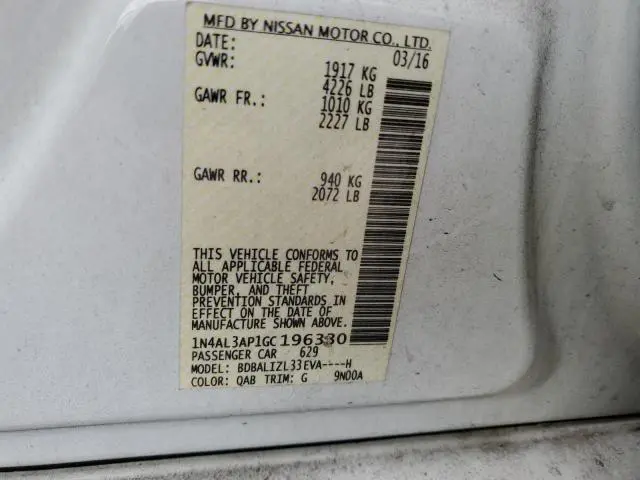 MFD BY NISSAN MOTOR CO., LTD.
DATE: 03/16
GVWR: 1917 KG
4226 LB
GAWR FR.: 1010 KG
2227 LB
GAWR RR.: 940 KG
2072 LB
THIS VEHICLE CONFORMS TO
ALL APPLICABLE FEDERAL
MOTOR VEHICLE SAFETY,
BUMPER, AND THEFT
PREVENTION STANDARDS IN
EFFECT ON THE DATE OF
MANUFACTURE SHOWN ABOVE.
1N4AL3AP1GC196330
PASSENGER CAR 629
MODEL: BDBALIZL33EVA----H
COLOR: QAB TRIM: G 9N00A